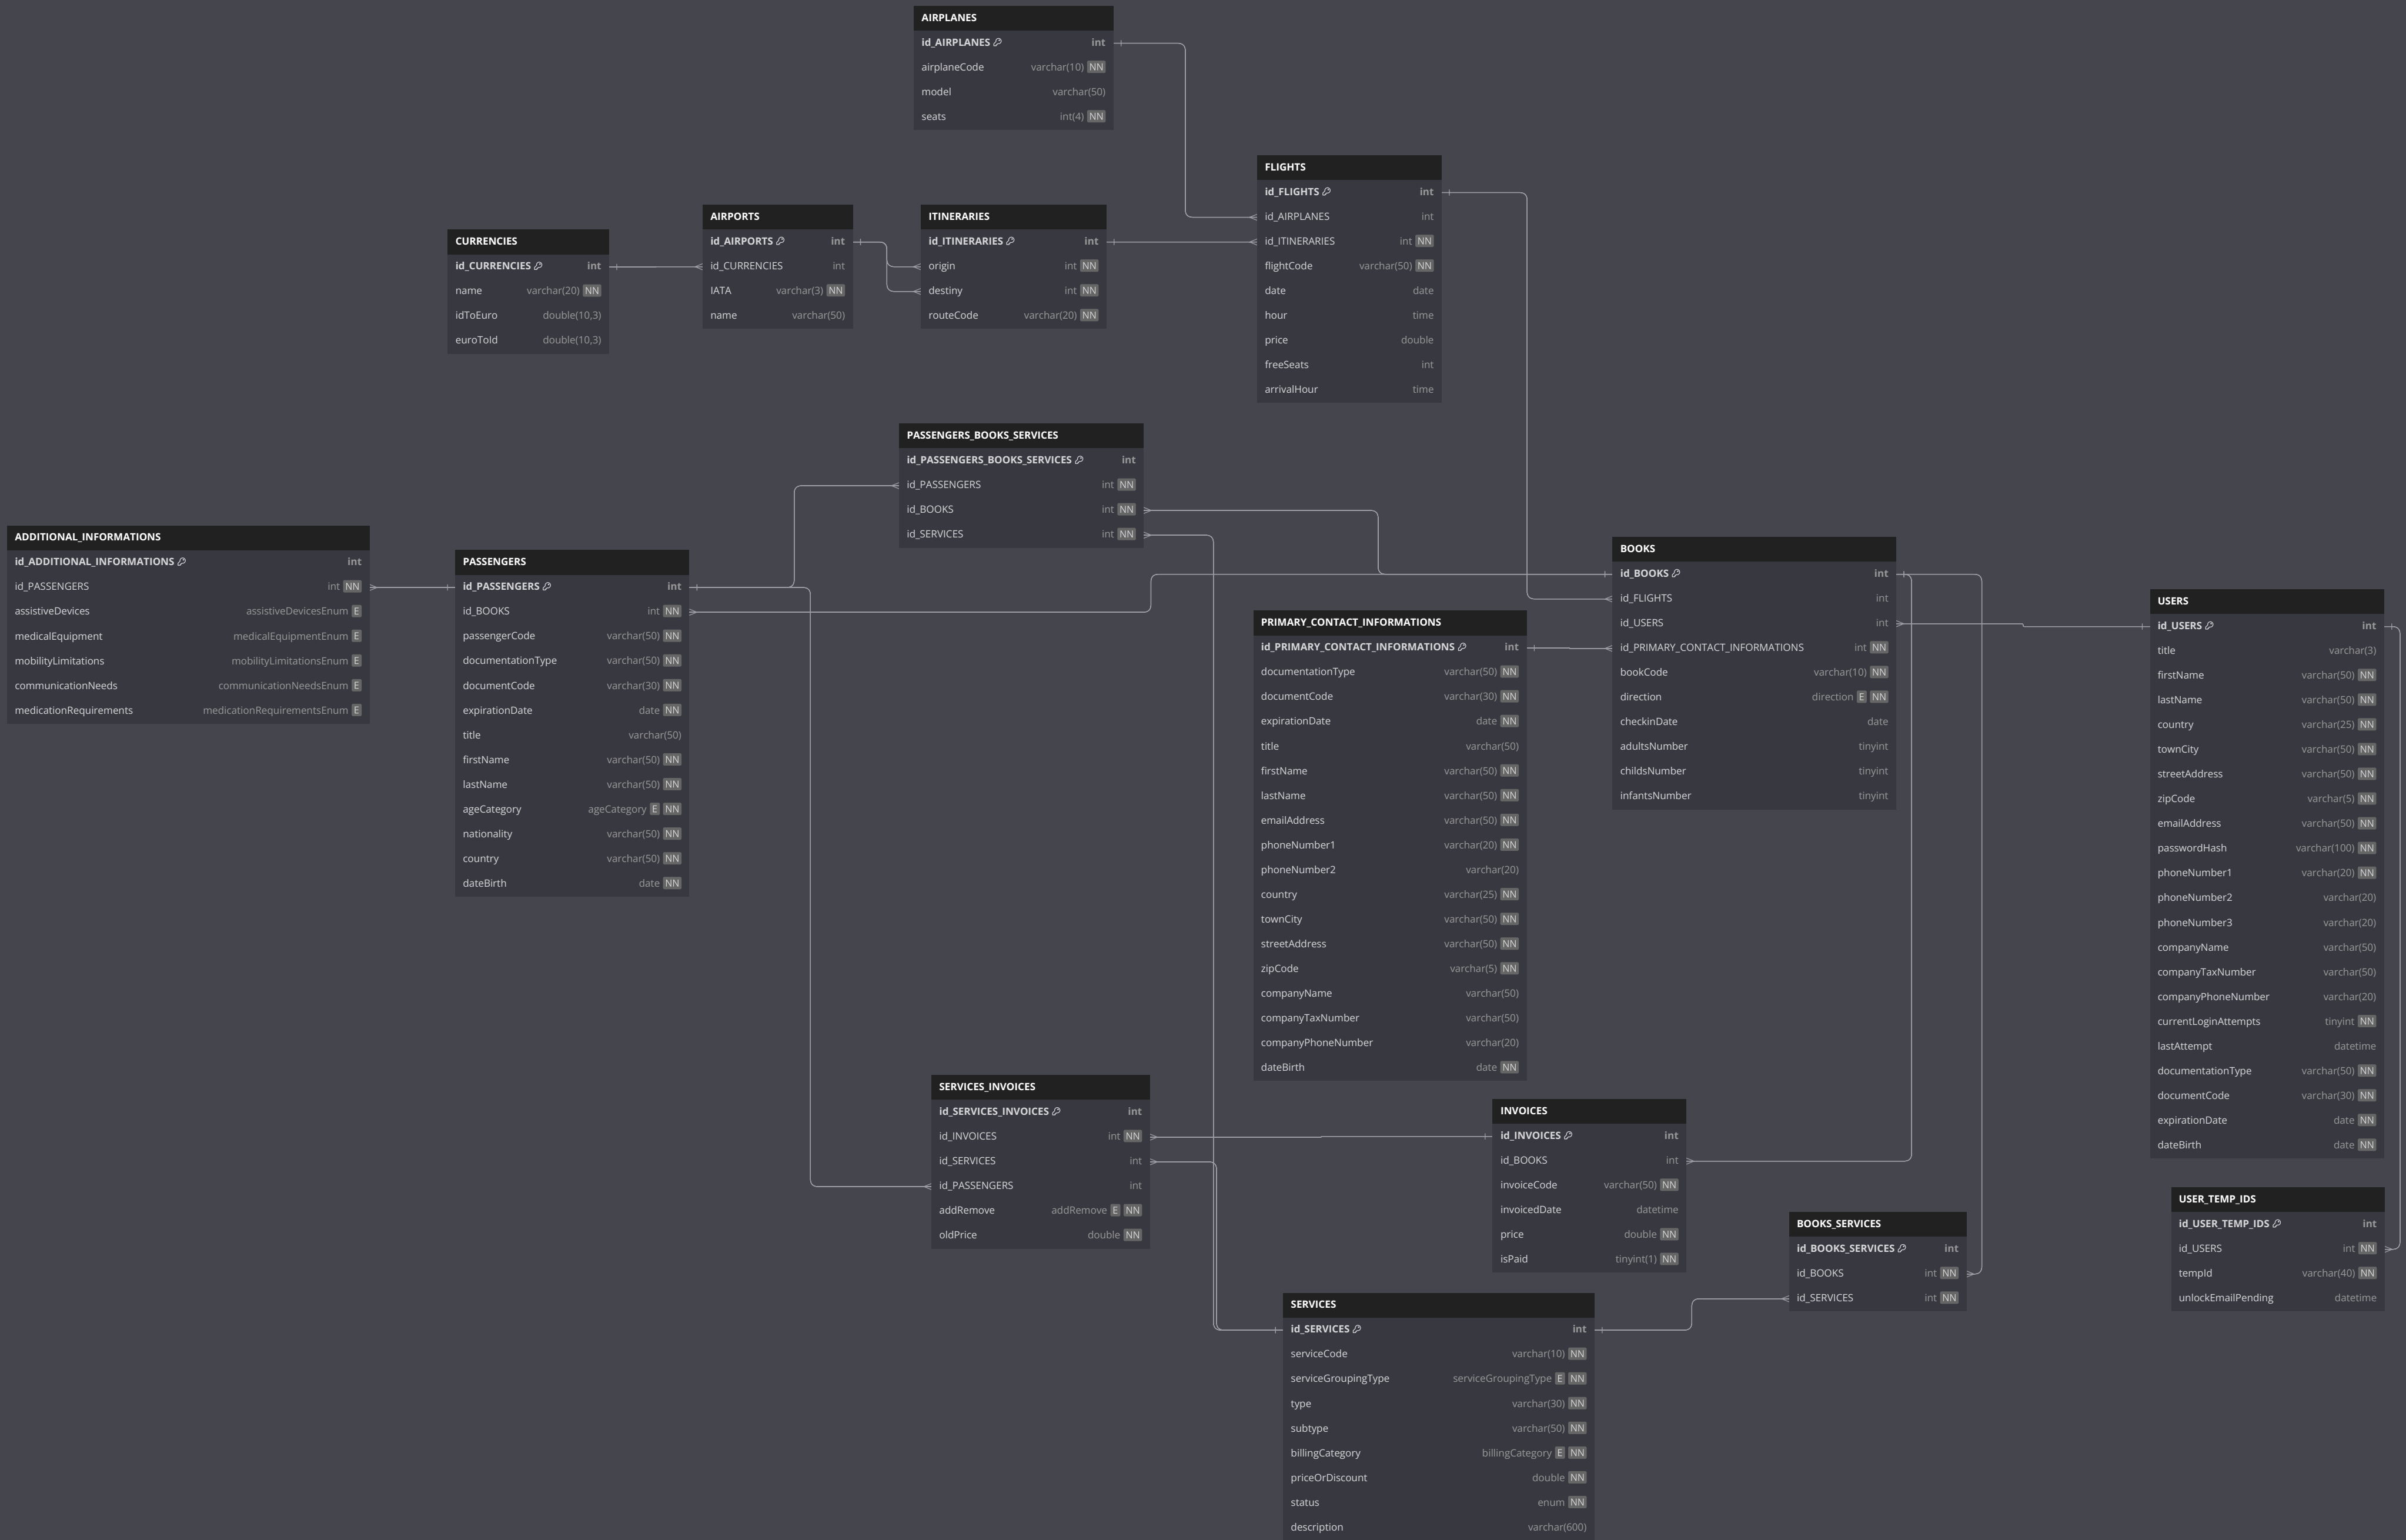 AIRPLANES
id_AIRPLANES int
airplaneCode varchar(10) NN
model varchar(50)
seats int(4) NN
FLIGHTS
id_FLIGHTS int
id_AIRPLANES int
id_ITINERARIES int NN
flightCode varchar(50) NN
date date
hour time
price double
freeSeats int
arrivalHour time
CURRENCIES
id_CURRENCIES int
name varchar(20) NN
idToEuro double(10,3)
euroToId double(10,3)
AIRPORTS
id_AIRPORTS int
id_CURRENCIES int
IATA varchar(3) NN
name varchar(50)
ITINERARIES
id_ITINERARIES int
origin int NN
destiny int NN
routeCode varchar(20) NN
PASSENGERS_BOOKS_SERVICES
id_PASSENGERS_BOOKS_SERVICES int
id_PASSENGERS int NN
id_BOOKS int NN
id_SERVICES int NN
ADDITIONAL_INFORMATIONS
id_ADDITIONAL_INFORMATIONS int
id_PASSENGERS int NN
assistiveDevices assistiveDevicesEnum E
medicalEquipment medicalEquipmentEnum E
mobilityLimitations mobilityLimitationsEnum E
communicationNeeds communicationNeedsEnum E
medicationRequirements medicationRequirementsEnum E
PASSENGERS
id_PASSENGERS int
id_BOOKS int NN
passengerCode varchar(50) NN
documentationType varchar(50) NN
documentCode varchar(30) NN
expirationDate date NN
title varchar(50)
firstName varchar(50) NN
lastName varchar(50) NN
ageCategory ageCategory E NN
nationality varchar(50) NN
country varchar(50) NN
dateBirth date NN
PRIMARY_CONTACT_INFORMATIONS
id_PRIMARY_CONTACT_INFORMATIONS int
documentationType varchar(50) NN
documentCode varchar(30) NN
expirationDate date NN
title varchar(50)
firstName varchar(50) NN
lastName varchar(50) NN
emailAddress varchar(50) NN
phoneNumber1 varchar(20) NN
phoneNumber2 varchar(20)
country varchar(25) NN
townCity varchar(50) NN
streetAddress varchar(50) NN
zipCode varchar(5) NN
companyName varchar(50)
companyTaxNumber varchar(50)
companyPhoneNumber varchar(20)
dateBirth date NN
BOOKS
id_BOOKS int
id_FLIGHTS int
id_USERS int
id_PRIMARY_CONTACT_INFORMATIONS int NN
bookCode varchar(10) NN
direction direction E NN
checkinDate date
adultsNumber tinyint
childsNumber tinyint
infantsNumber tinyint
USERS
id_USERS int
title varchar(3)
firstName varchar(50) NN
lastName varchar(50) NN
country varchar(25) NN
townCity varchar(50) NN
streetAddress varchar(50) NN
zipCode varchar(5) NN
emailAddress varchar(50) NN
passwordHash varchar(100) NN
phoneNumber1 varchar(20) NN
phoneNumber2 varchar(20)
phoneNumber3 varchar(20)
companyName varchar(50)
companyTaxNumber varchar(50)
companyPhoneNumber varchar(20)
currentLoginAttempts tinyint NN
lastAttempt datetime
documentationType varchar(50) NN
documentCode varchar(30) NN
expirationDate date NN
dateBirth date NN
SERVICES_INVOICES
id_SERVICES_INVOICES int
id_INVOICES int NN
id_SERVICES int
id_PASSENGERS int
addRemove addRemove E NN
oldPrice double NN
INVOICES
id_INVOICES int
id_BOOKS int
invoiceCode varchar(50) NN
invoicedDate datetime
price double NN
isPaid tinyint(1) NN
BOOKS_SERVICES
id_BOOKS_SERVICES int
id_BOOKS int NN
id_SERVICES int NN
USER_TEMP_IDS
id_USER_TEMP_IDS int
id_USERS int NN
tempId varchar(40) NN
unlockEmailPending datetime
SERVICES
id_SERVICES int
serviceCode varchar(10) NN
serviceGroupingType serviceGroupingType E NN
type varchar(30) NN
subtype varchar(50) NN
billingCategory billingCategory E NN
priceOrDiscount double NN
status enum NN
description varchar(600)